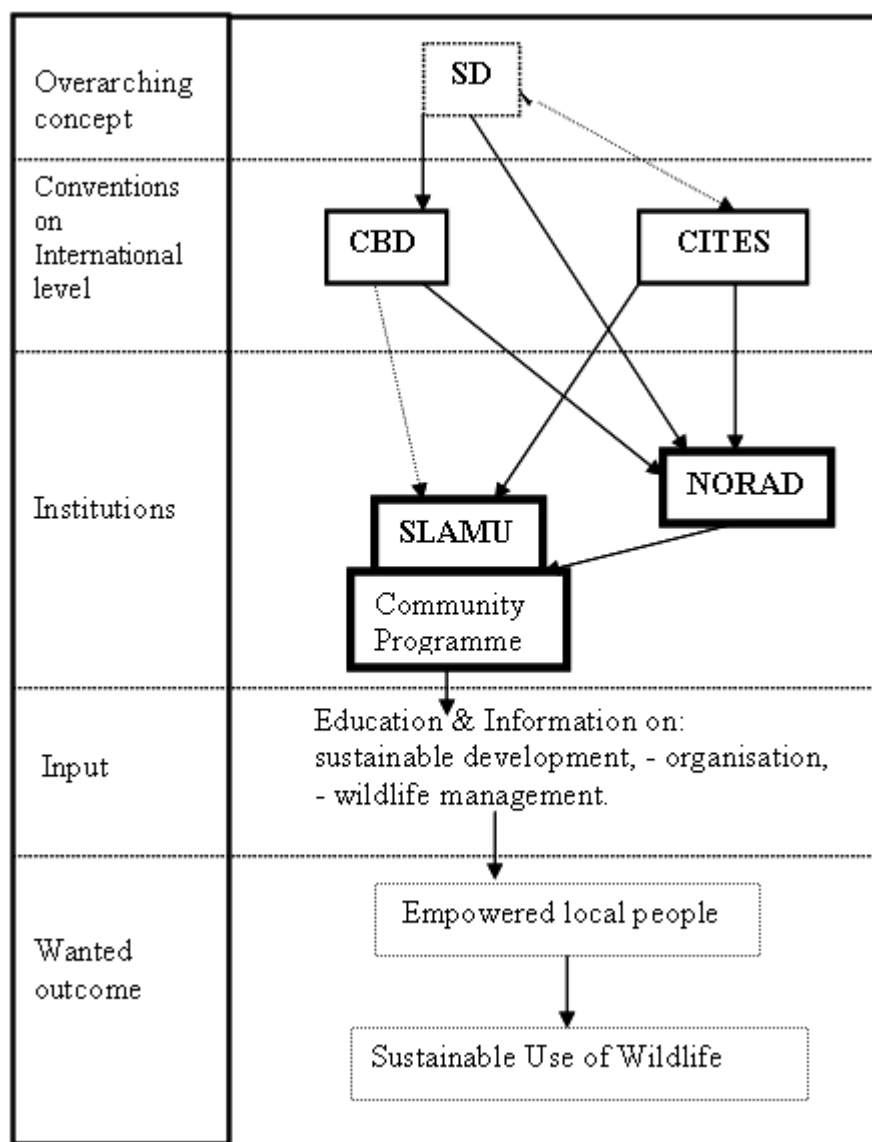 Overarching
concept
SD
Conventions
on
International
level
CBD
CITES
Institutions
NORAD
SLAMU
Community
Programme
Input
Education & Information on:
sustainable development, - organisation,
- wildlife management.
Wanted
outcome
Empowered local people
Sustainable Use of Wildlife